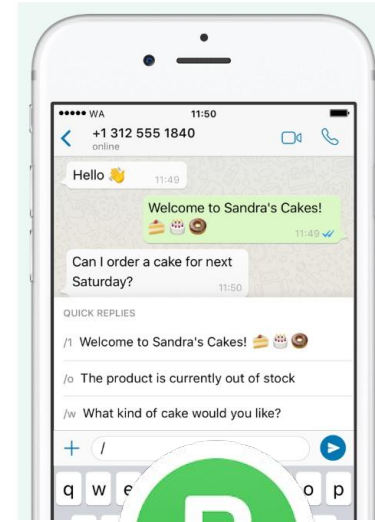 WA 11:50
+1 312 555 1840
online
Hello 👋 11:49
Welcome to Sandra's Cakes!
🍰 🎂 🍩 11:49
Can I order a cake for next
Saturday? 11:50
QUICK REPLIES
/1 Welcome to Sandra's Cakes! 🍰 🎂 🍩
/o The product is currently out of stock
/w What kind of cake would you like?
/
q w e o p
B